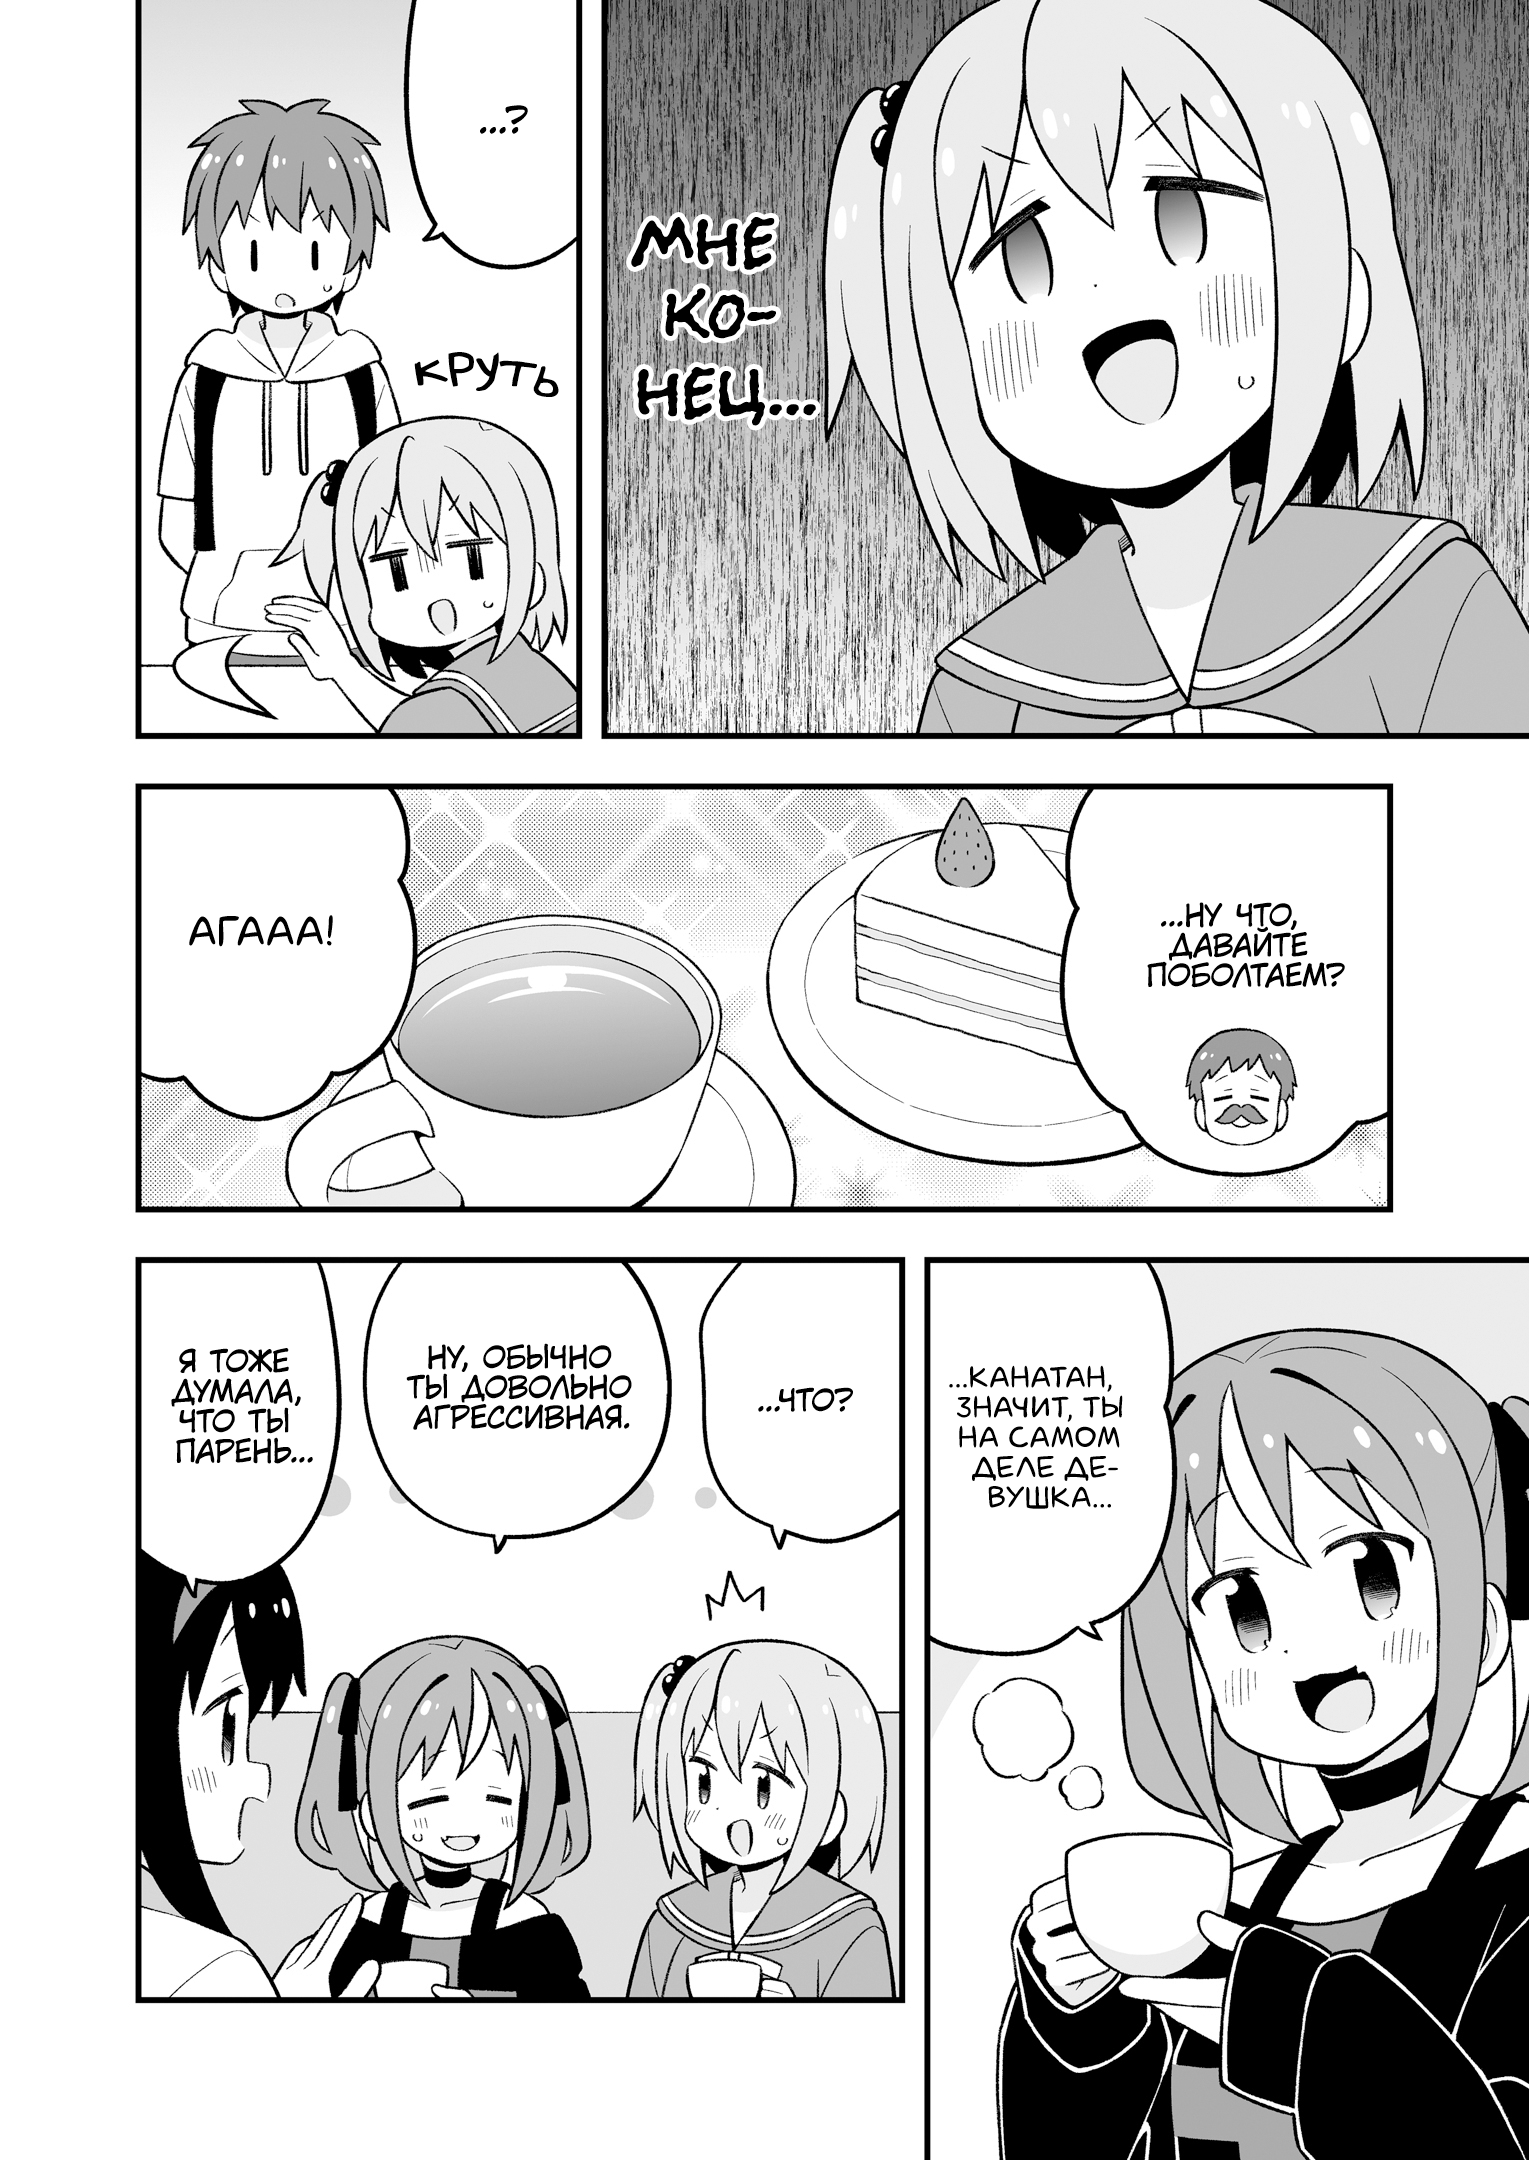 МНЕ
КО-
НЕЦ...
...?
КРУТЬ
...НУ ЧТО,
ДАВАЙТЕ
ПОБОЛТАЕМ?
АГААА!
...КАНАТАН,
ЗНАЧИТ, ТЫ
НА САМОМ
ДЕЛЕ ДЕ-
ВУШКА...
...ЧТО?
НУ, ОБЫЧНО
ТЫ ДОВОЛЬНО
АГРЕССИВНАЯ.
Я ТОЖЕ
ДУМАЛА,
ЧТО ТЫ
ПАРЕНЬ...